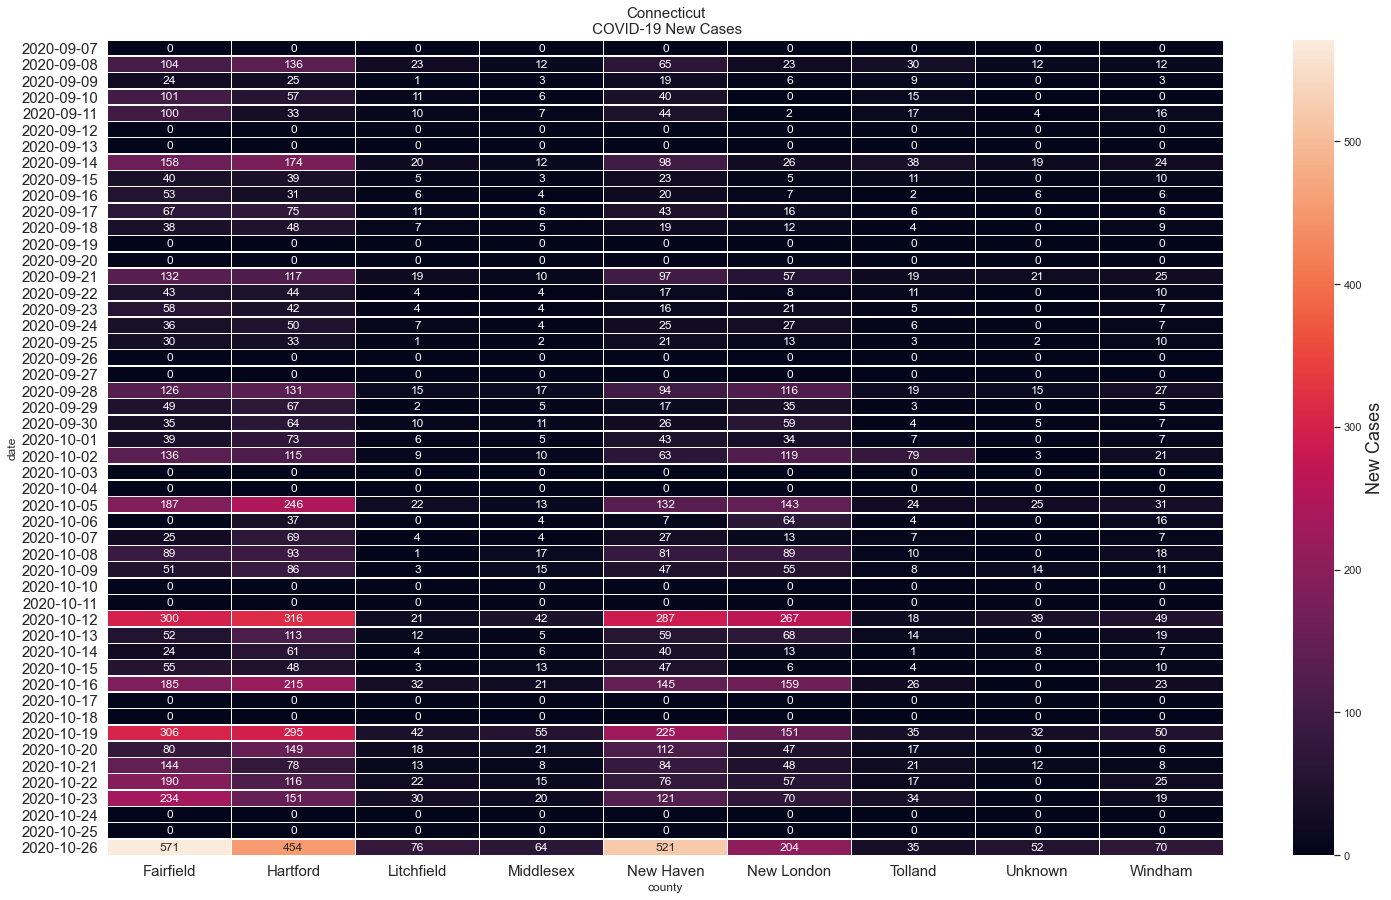 Connecticut
COVID-19 New Cases
2020-09-07 0 0 0 0 0 0 0 0 0
2020-09-08 104 136 23 12 65 23 30 12 12
2020-09-09 24 25 1 3 19 6 9 0 3
2020-09-10 101 57 11 6 40 0 15 0 0
2020-09-11 100 33 10 7 44 2 17 4 16
2020-09-12 0 0 0 0 0 0 0 0 0
2020-09-13 0 0 0 0 0 0 0 0 0
2020-09-14 158 174 20 12 98 26 38 19 24
2020-09-15 40 39 5 3 23 5 11 0 10
2020-09-16 53 31 6 4 20 7 2 6 6
2020-09-17 67 75 11 6 43 16 6 0 6
2020-09-18 38 48 7 5 19 12 4 0 9
2020-09-19 0 0 0 0 0 0 0 0 0
2020-09-20 0 0 0 0 0 0 0 0 0
2020-09-21 132 117 19 10 97 57 19 21 25
2020-09-22 43 44 4 4 17 8 11 0 10
2020-09-23 58 42 4 4 16 21 5 0 7
2020-09-24 36 50 7 4 25 27 6 0 7
2020-09-25 30 33 1 2 21 13 3 2 10
2020-09-26 0 0 0 0 0 0 0 0 0
2020-09-27 0 0 0 0 0 0 0 0 0
2020-09-28 126 131 15 17 94 116 19 15 27
2020-09-29 49 67 2 5 17 35 3 0 5
2020-09-30 35 64 10 11 26 59 4 5 7
2020-10-01 39 73 6 5 43 34 7 0 7
2020-10-02 136 115 9 10 63 119 79 3 21
2020-10-03 0 0 0 0 0 0 0 0 0
2020-10-04 0 0 0 0 0 0 0 0 0
2020-10-05 187 246 22 13 132 143 24 25 31
2020-10-06 0 37 0 4 7 64 4 0 16
2020-10-07 25 69 4 4 27 13 7 0 7
2020-10-08 89 93 1 17 81 89 10 0 18
2020-10-09 51 86 3 15 47 55 8 14 11
2020-10-10 0 0 0 0 0 0 0 0 0
2020-10-11 0 0 0 0 0 0 0 0 0
2020-10-12 300 316 21 42 287 267 18 39 49
2020-10-13 52 113 12 5 59 68 14 0 19
2020-10-14 24 61 4 6 40 13 1 8 7
2020-10-15 55 48 3 13 47 6 4 0 10
2020-10-16 185 215 32 21 145 159 26 0 23
2020-10-17 0 0 0 0 0 0 0 0 0
2020-10-18 0 0 0 0 0 0 0 0 0
2020-10-19 306 295 42 55 225 151 35 32 50
2020-10-20 80 149 18 21 112 47 17 0 6
2020-10-21 144 78 13 8 84 48 21 12 8
2020-10-22 190 116 22 15 76 57 17 0 25
2020-10-23 234 151 30 20 121 70 34 0 19
2020-10-24 0 0 0 0 0 0 0 0 0
2020-10-25 0 0 0 0 0 0 0 0 0
2020-10-26 571 454 76 64 521 204 35 52 70
Fairfield Hartford Litchfield Middlesex New Haven New London Tolland Unknown Windham
county
date
500
400
300
200
100
0
New Cases